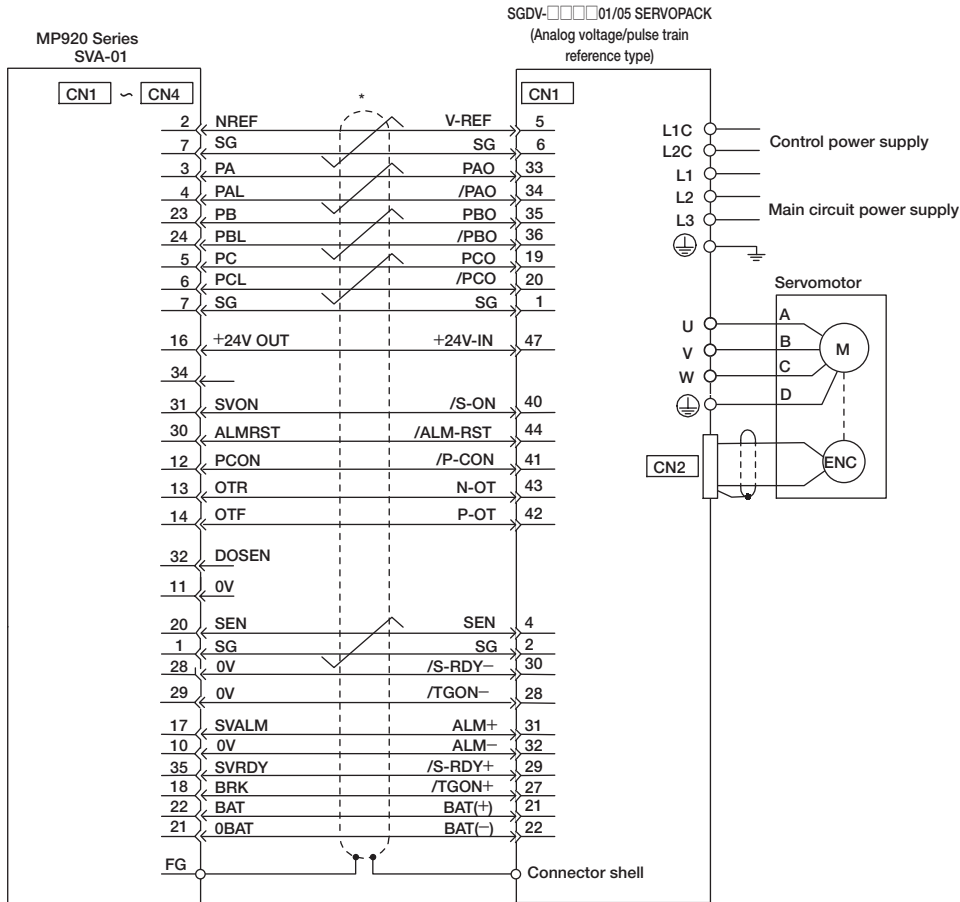 SGDV-□□□□01/05 SERVOPACK
(Analog voltage/pulse train
reference type)
MP920 Series
SVA-01
CN1 ~ CN4
*
CN1
2 NREF V-REF 5
7 SG SG 6
3 PA PAO 33
4 PAL /PAO 34
23 PB PBO 35
24 PBL /PBO 36
5 PC PCO 19
6 PCL /PCO 20
7 SG SG 1
16 +24V OUT +24V-IN 47
34
31 SVON /S-ON 40
30 ALMRST /ALM-RST 44
12 PCON /P-CON 41
13 OTR N-OT 43
14 OTF P-OT 42
32 DOSEN
11 0V
20 SEN SEN 4
1 SG SG 2
28 0V /S-RDY− 30
29 0V /TGON− 28
17 SVALM ALM+ 31
10 0V ALM− 32
35 SVRDY /S-RDY+ 29
18 BRK /TGON+ 27
22 BAT BAT(+) 21
21 0BAT BAT(−) 22
FG Connector shell
L1C
L2C
Control power supply
L1
L2
L3
Main circuit power supply
Servomotor
U A
V B
W C
D
M
CN2
ENC